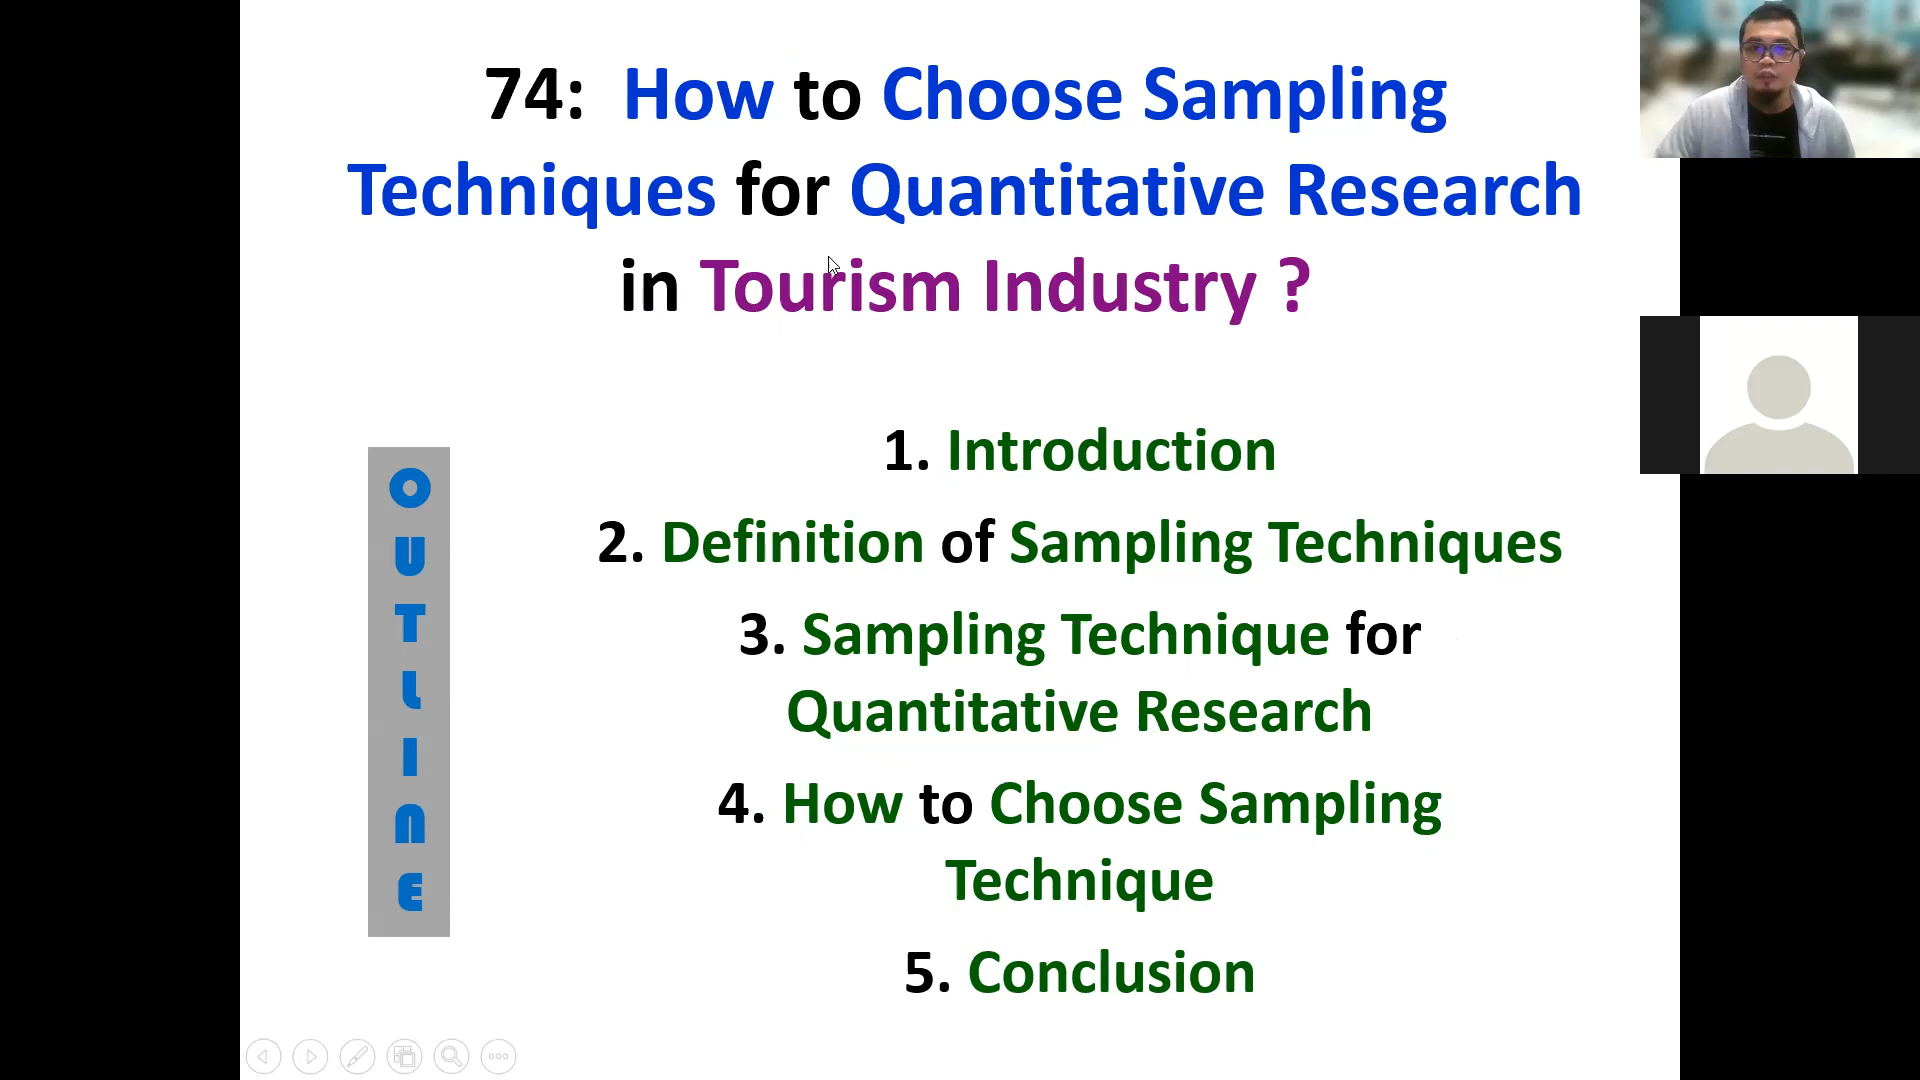 74: How to Choose Sampling
Techniques for Quantitative Research
in Tourism Industry ?
OUTLINE
1. Introduction
2. Definition of Sampling Techniques
3. Sampling Technique for
Quantitative Research
4. How to Choose Sampling
Technique
5. Conclusion